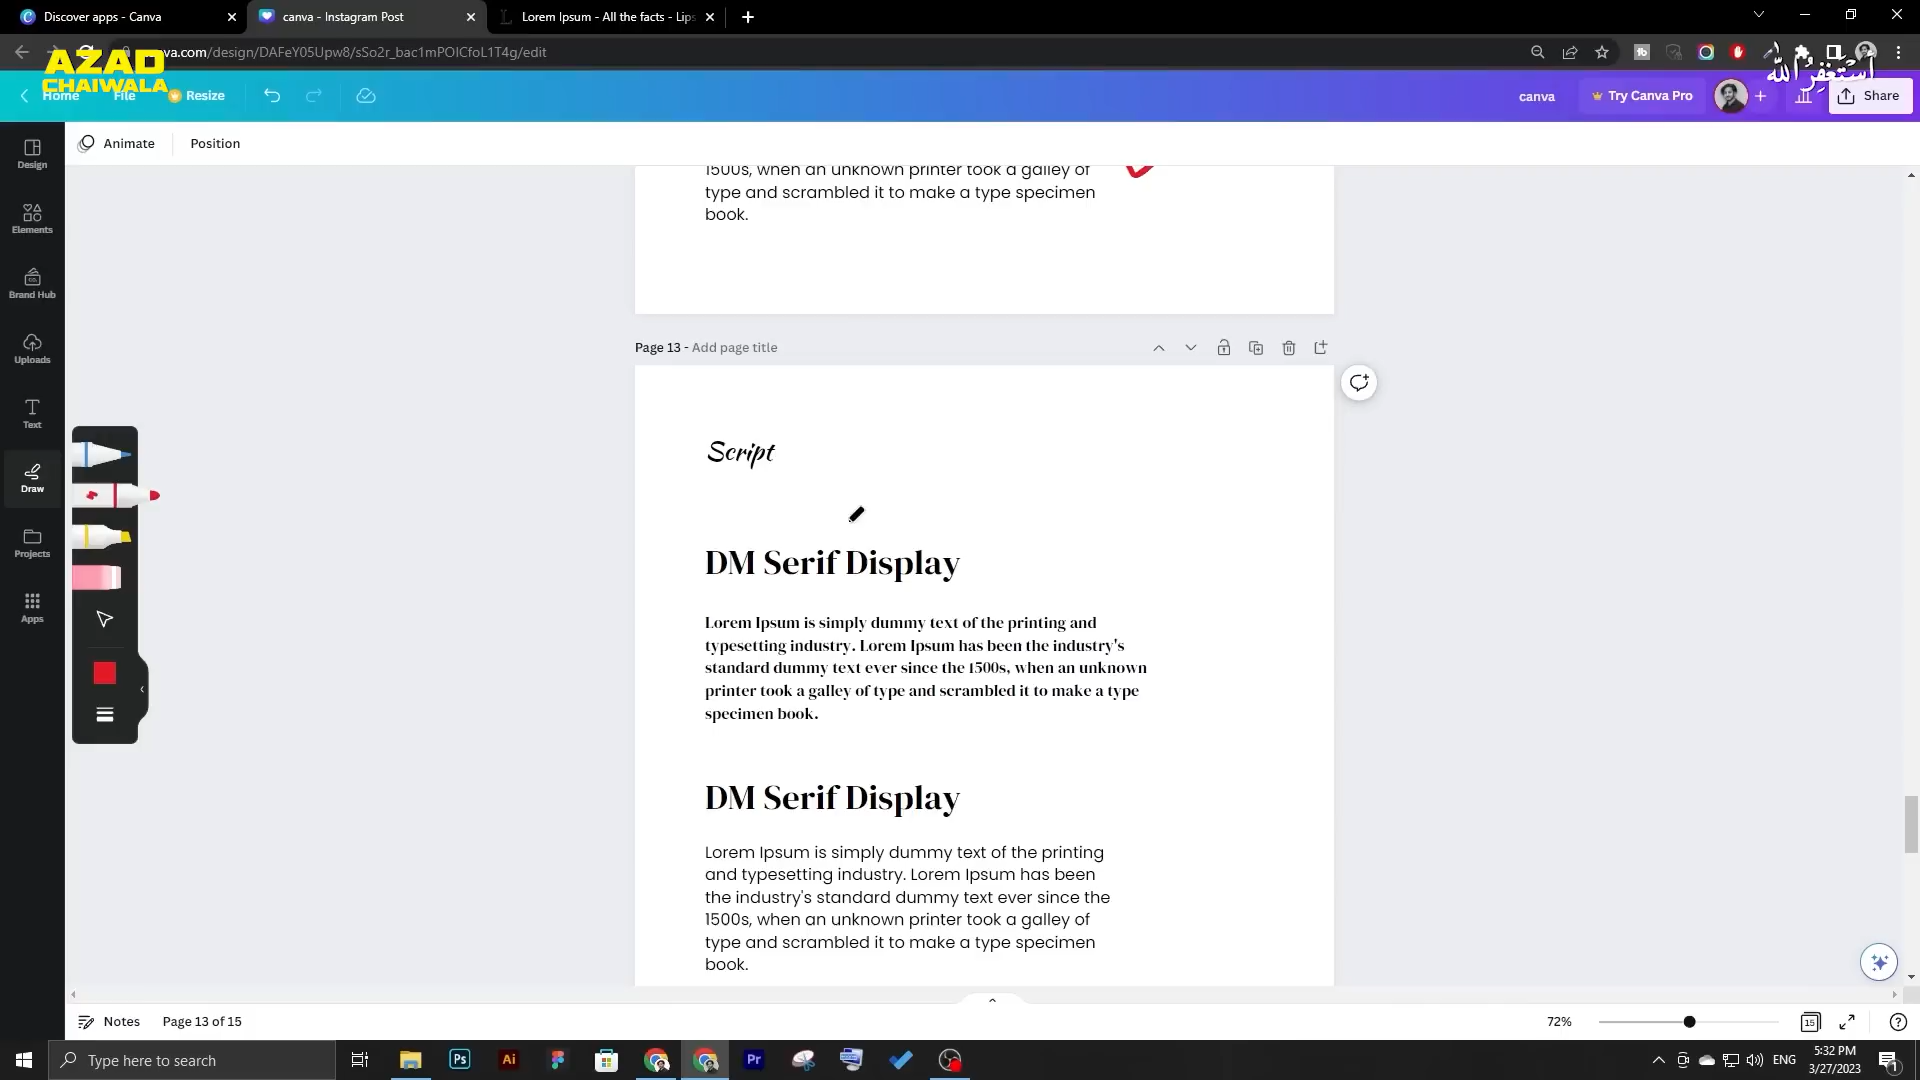 Discover apps - Canva
canva - Instagram Post
Lorem Ipsum - All the facts - Lips
va.com/design/DAFeY05Upw8/sSo2r_bac1mPOICfoL1T4g/edit
AZAD
CHAIWALA
أستغفر الله
Home
File
Resize
canva
Try Canva Pro
Share
Animate
Position
Design
Elements
Brand Hub
Uploads
Text
Draw
Projects
Apps
1500s, when an unknown printer took a galley of
type and scrambled it to make a type specimen
book.
Page 13 - Add page title
Script
DM Serif Display
Lorem Ipsum is simply dummy text of the printing and
typesetting industry. Lorem Ipsum has been the industry's
standard dummy text ever since the 1500s, when an unknown
printer took a galley of type and scrambled it to make a type
specimen book.
DM Serif Display
Lorem Ipsum is simply dummy text of the printing
and typesetting industry. Lorem Ipsum has been
the industry's standard dummy text ever since the
1500s, when an unknown printer took a galley of
type and scrambled it to make a type specimen
book.
Notes
Page 13 of 15
72%
15
Type here to search
Ps
Ai
Pr
ENG
5:32 PM
3/27/2023
1